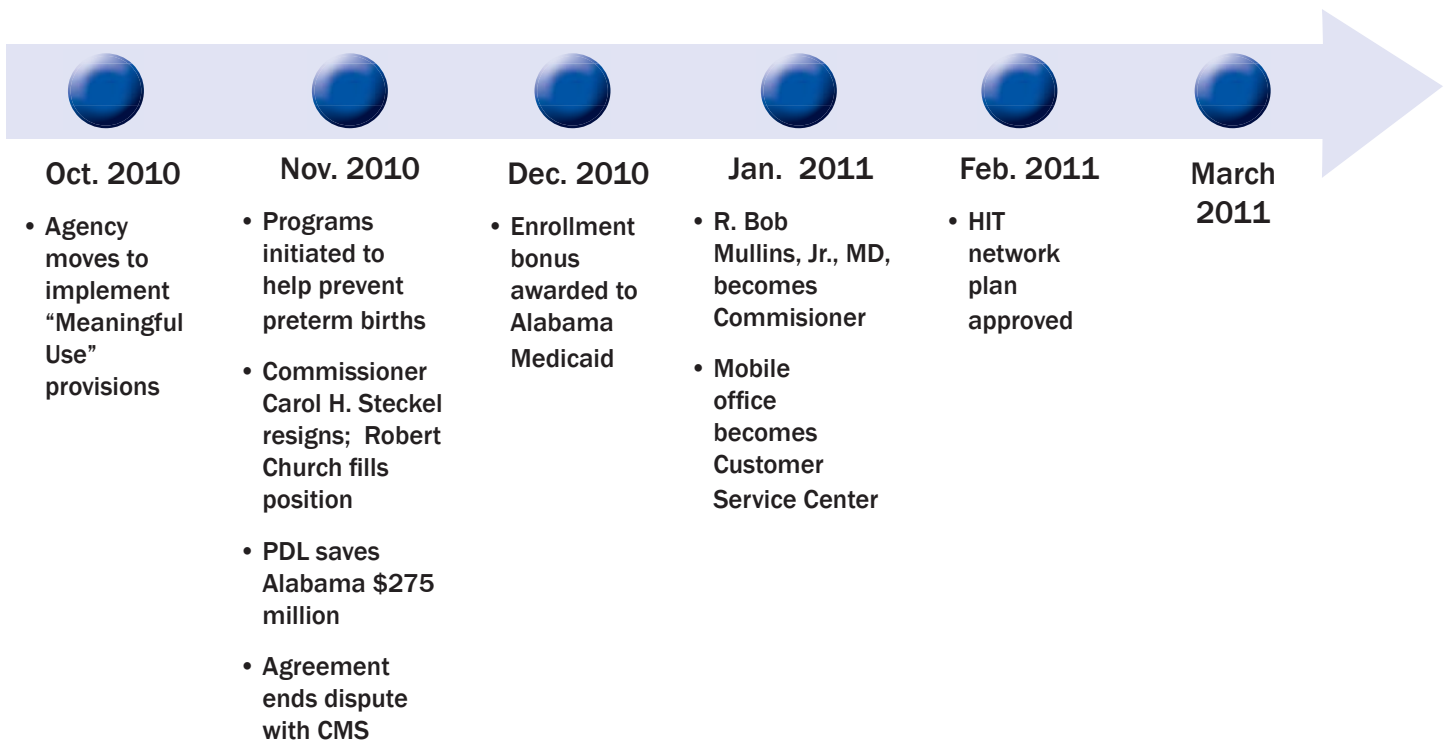 Oct. 2010
• Agency
moves to
implement
“Meaningful
Use”
provisions
Nov. 2010
• Programs
initiated to
help prevent
preterm births
• Commissioner
Carol H. Steckel
resigns;  Robert
Church fills
position
• PDL saves
Alabama $275
million
• Agreement
ends dispute
with CMS
Dec. 2010
• Enrollment
bonus
awarded to
Alabama
Medicaid
Jan.  2011
• R. Bob
Mullins, Jr., MD,
becomes
Commisioner
• Mobile
office
becomes
Customer
Service Center
Feb. 2011
• HIT
network
plan
approved
March
2011